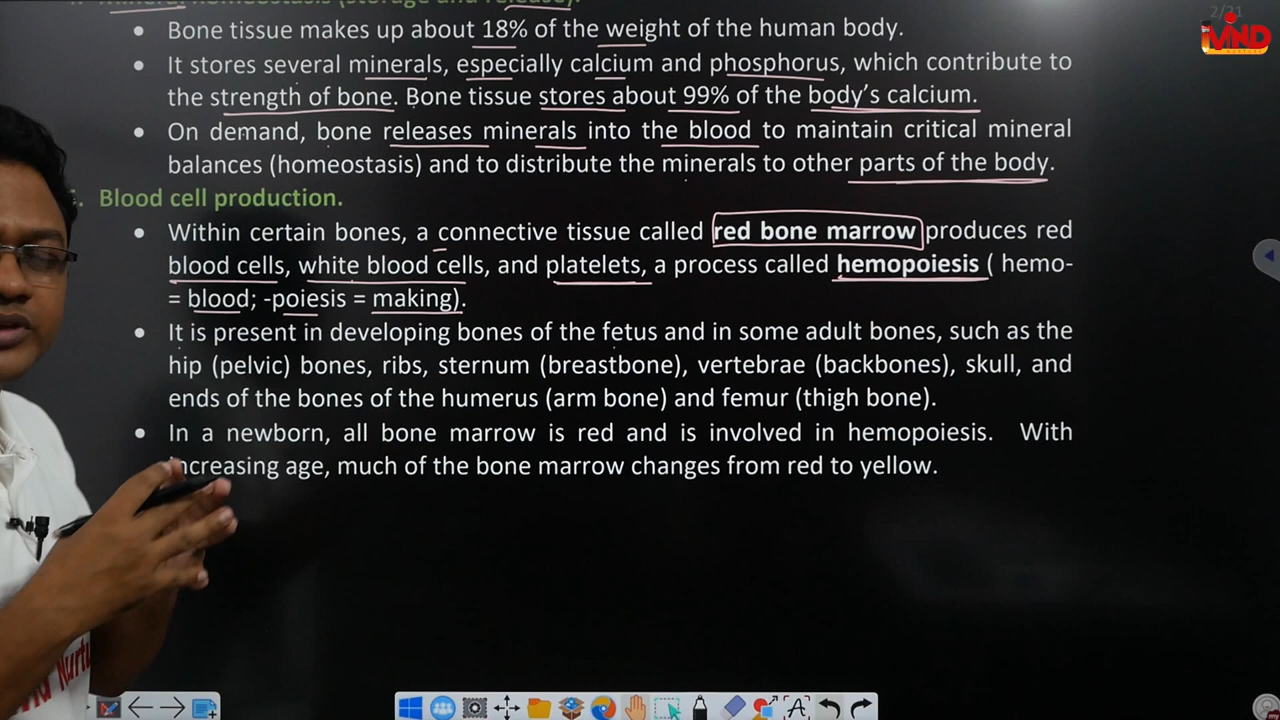 Mineral homeostasis (storage and release).
2/21
MND
• Bone tissue makes up about 18% of the weight of the human body.
• It stores several minerals, especially calcium and phosphorus, which contribute to
the strength of bone. Bone tissue stores about 99% of the body’s calcium.
• On demand, bone releases minerals into the blood to maintain critical mineral
balances (homeostasis) and to distribute the minerals to other parts of the body.
Blood cell production.
• Within certain bones, a connective tissue called red bone marrow produces red
blood cells, white blood cells, and platelets, a process called hemopoiesis ( hemo-
= blood; -poiesis = making).
• It is present in developing bones of the fetus and in some adult bones, such as the
hip (pelvic) bones, ribs, sternum (breastbone), vertebrae (backbones), skull, and
ends of the bones of the humerus (arm bone) and femur (thigh bone).
• In a newborn, all bone marrow is red and is involved in hemopoiesis. With
increasing age, much of the bone marrow changes from red to yellow.
A